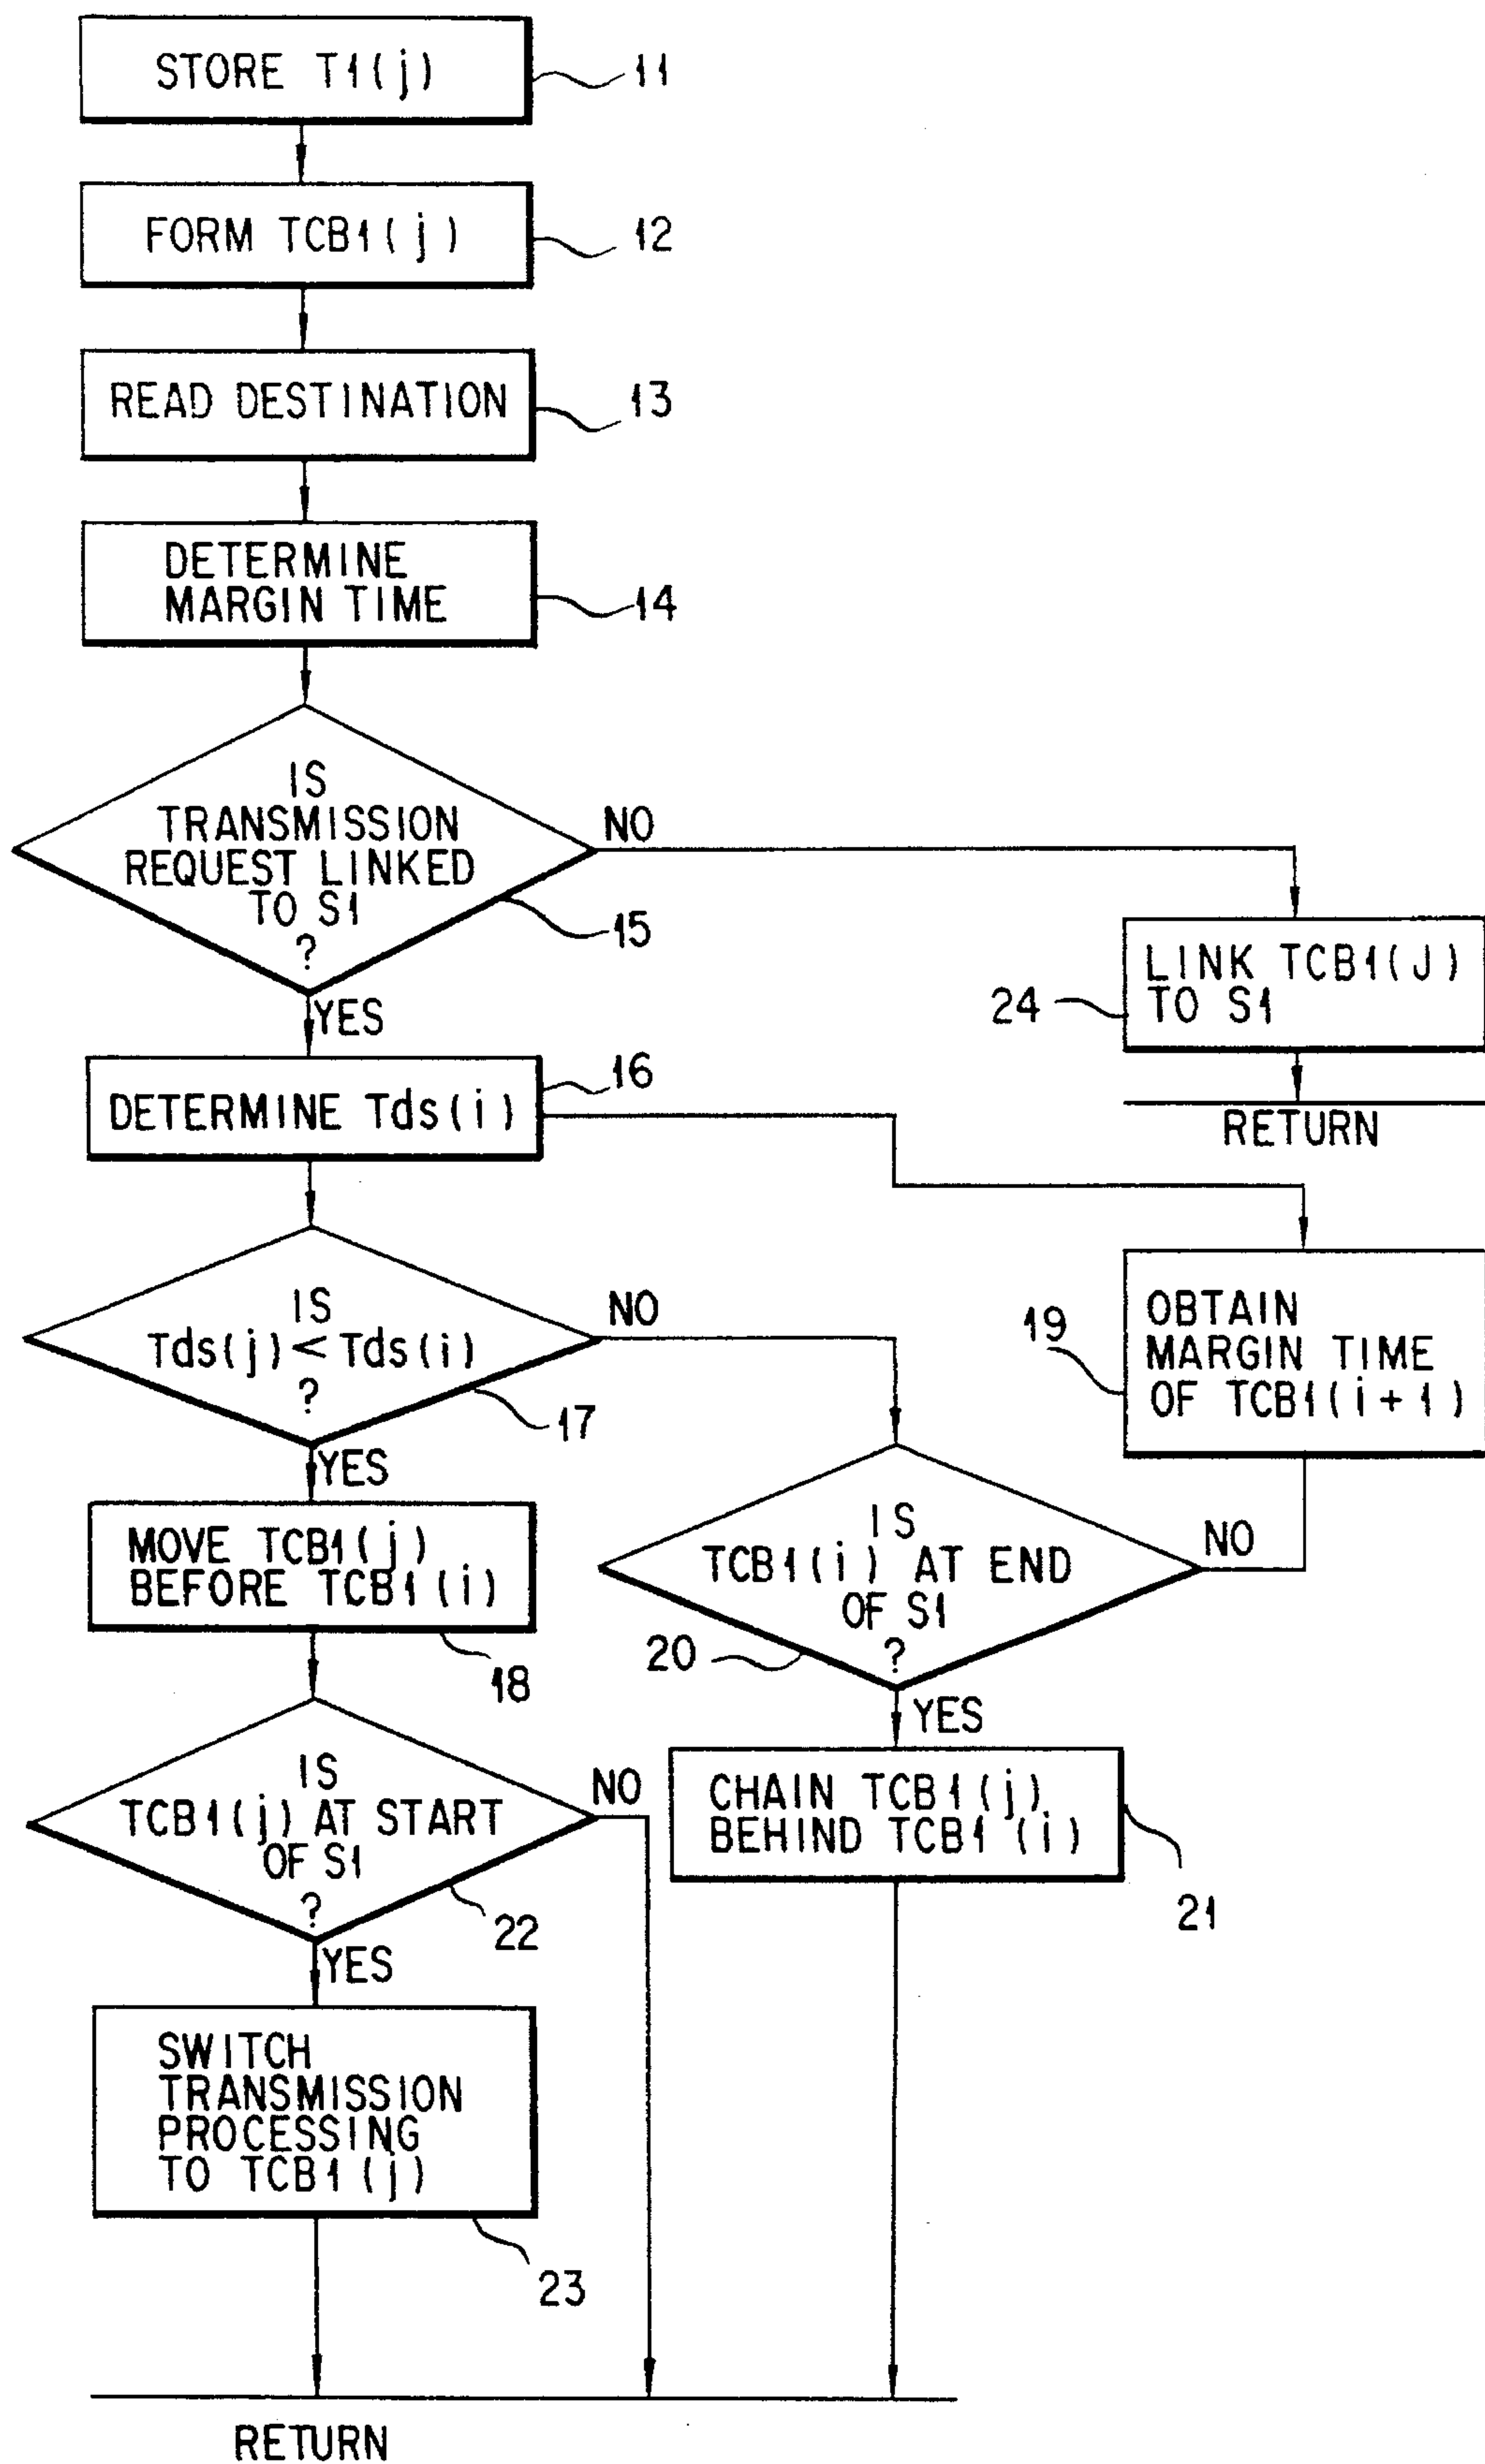 STORE T1(j)
11
FORM TCB1(j)
12
READ DESTINATION
13
DETERMINE
MARGIN TIME
14
IS
TRANSMISSION
REQUEST LINKED
TO S1
?
15
NO
YES
LINK TCB1(J)
TO S1
24
RETURN
DETERMINE Tds(i)
16
IS
Tds(j) < Tds(i)
?
17
NO
YES
OBTAIN
MARGIN TIME
OF TCB1(i+1)
19
MOVE TCB1(j)
BEFORE TCB1(i)
18
IS
TCB1(i) AT END
OF S1
?
20
NO
YES
IS
TCB1(j) AT START
OF S1
?
22
NO
YES
CHAIN TCB1(j)
BEHIND TCB1(i)
21
SWITCH
TRANSMISSION
PROCESSING
TO TCB1(j)
23
RETURN